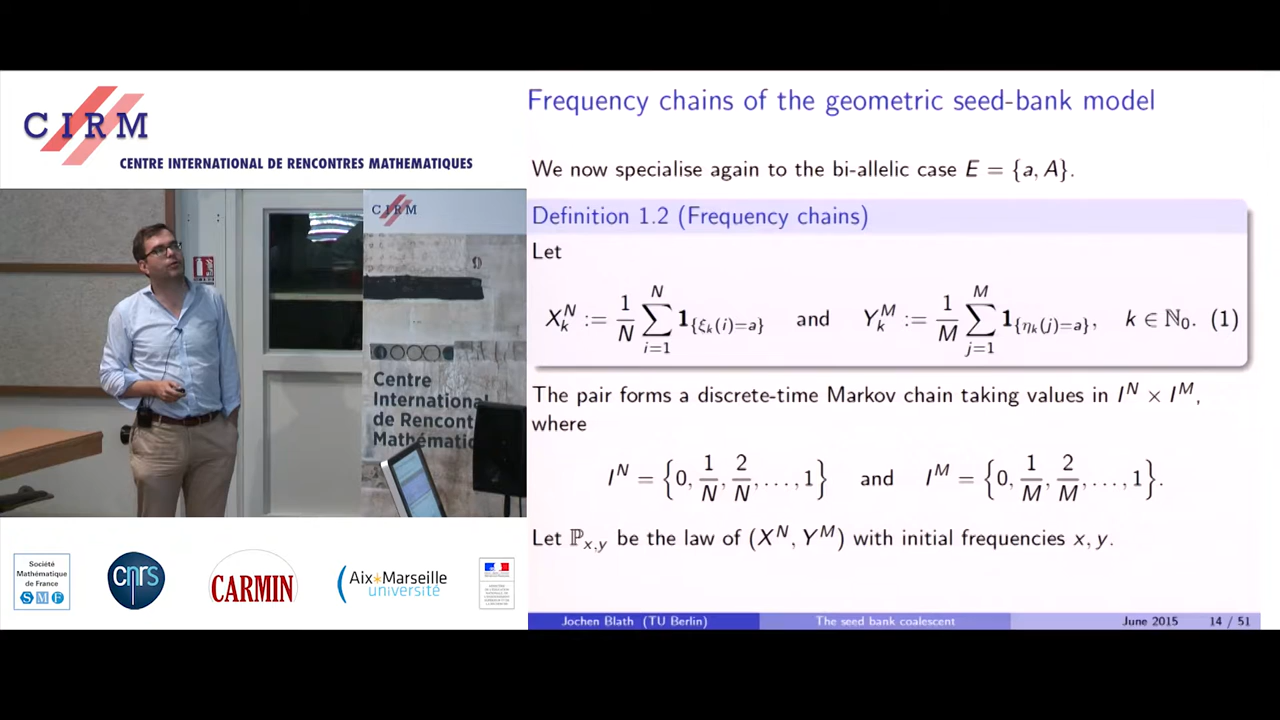 CIRM
CENTRE INTERNATIONAL DE RENCONTRES MATHEMATIQUES
CIRM
Centre
International
de Rencont
Mathémati
Société
Mathématique
de France
SMF
cnrs
CARMIN
Aix*Marseille
université
Frequency chains of the geometric seed-bank model
We now specialise again to the bi-allelic case E = {a, A}.
Definition 1.2 (Frequency chains)
Let
X_k^N := 1/N ∑_{i=1}^N 1_{{ξ_k(i)=a}} and Y_k^M := 1/M ∑_{j=1}^M 1_{{η_k(j)=a}}, k ∈ ℕ_0. (1)
The pair forms a discrete-time Markov chain taking values in I^N × I^M,
where
I^N = {0, 1/N, 2/N, . . . , 1} and I^M = {0, 1/M, 2/M, . . . , 1}.
Let ℙ_{x,y} be the law of (X^N, Y^M) with initial frequencies x, y.
Jochen Blath (TU Berlin) The seed bank coalescent June 2015 14 / 51